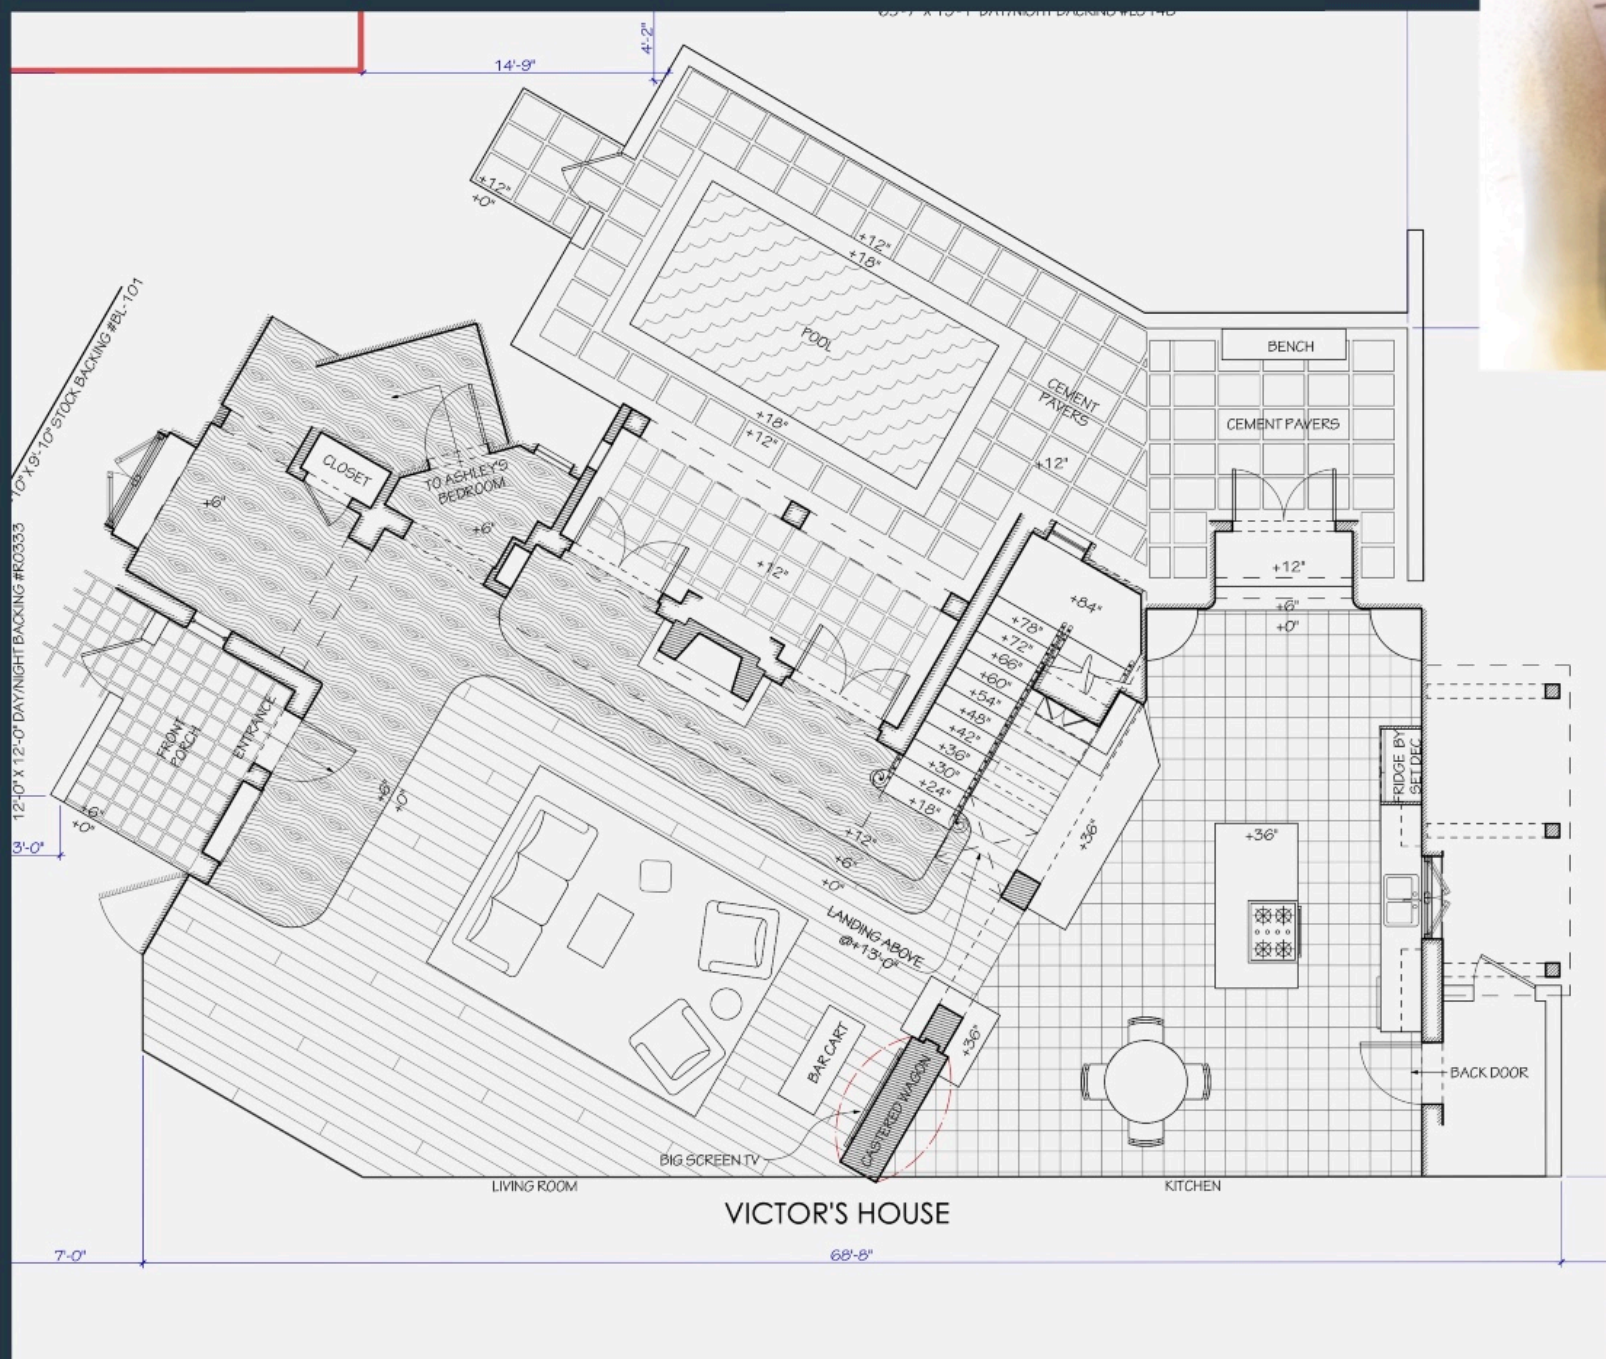 14'-9"
4'-2"
+12"
+0"
+12"
+18"
POOL
+18"
+12"
CEMENT
PAVERS
+12"
BENCH
CEMENT PAVERS
+12"
+6"
+0"
9'-10" STOCK BACKING #BL-101
12'-0" X 12'-0" DAY/NIGHT BACKING #R0333
CLOSET
TO ASHLEY'S
BEDROOM
+6"
+6"
+12"
+84"
+78"
+72"
+66"
+60"
+54"
+48"
+42"
+36"
+30"
+24"
+18"
+12"
+6"
+0"
FRONT
PORCH
ENTRANCE
+6"
+0"
+6"
+0"
3'-0"
LANDING ABOVE
@+13'-0"
+36"
+36"
FRIDGE BY
SET DEC
+36"
BAR CART
CASTERED WAGON
BIG SCREEN TV
BACK DOOR
LIVING ROOM
KITCHEN
VICTOR'S HOUSE
7'-0"
68'-8"